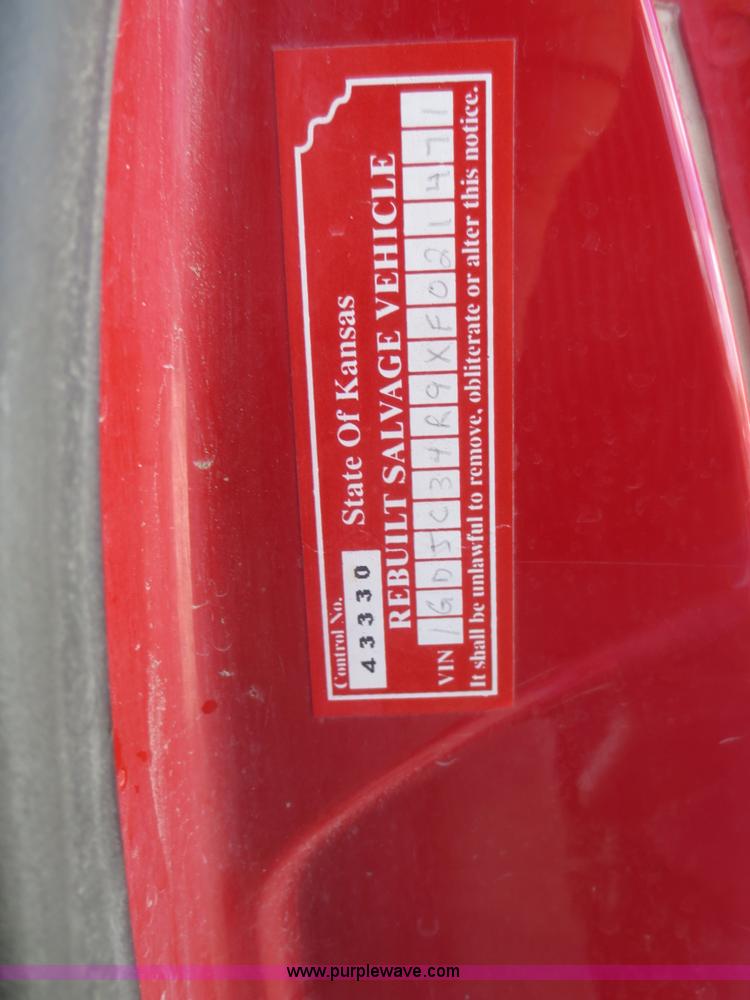 Control No.
43330 State Of Kansas
REBUILT SALVAGE VEHICLE
VIN 1GDJC34R9XF021471
It shall be unlawful to remove, obliterate or alter this notice.
www.purplewave.com